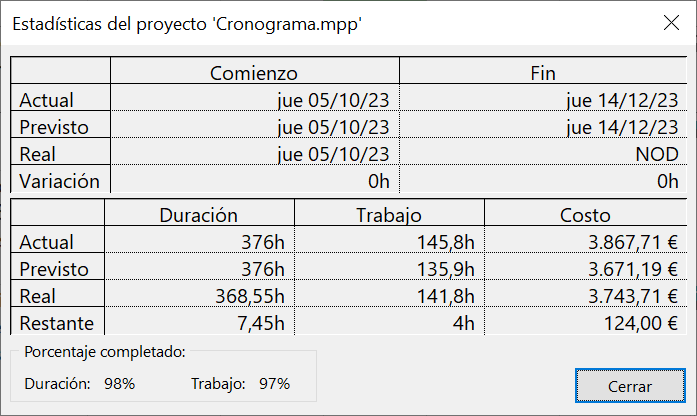 Estadísticas del proyecto 'Cronograma.mpp'
Comienzo Fin
Actual jue 05/10/23 jue 14/12/23
Previsto jue 05/10/23 jue 14/12/23
Real jue 05/10/23 NOD
Variación 0h 0h
Duración Trabajo Costo
Actual 376h 145,8h 3.867,71 €
Previsto 376h 135,9h 3.671,19 €
Real 368,55h 141,8h 3.743,71 €
Restante 7,45h 4h 124,00 €
Porcentaje completado:
Duración: 98% Trabajo: 97%
Cerrar